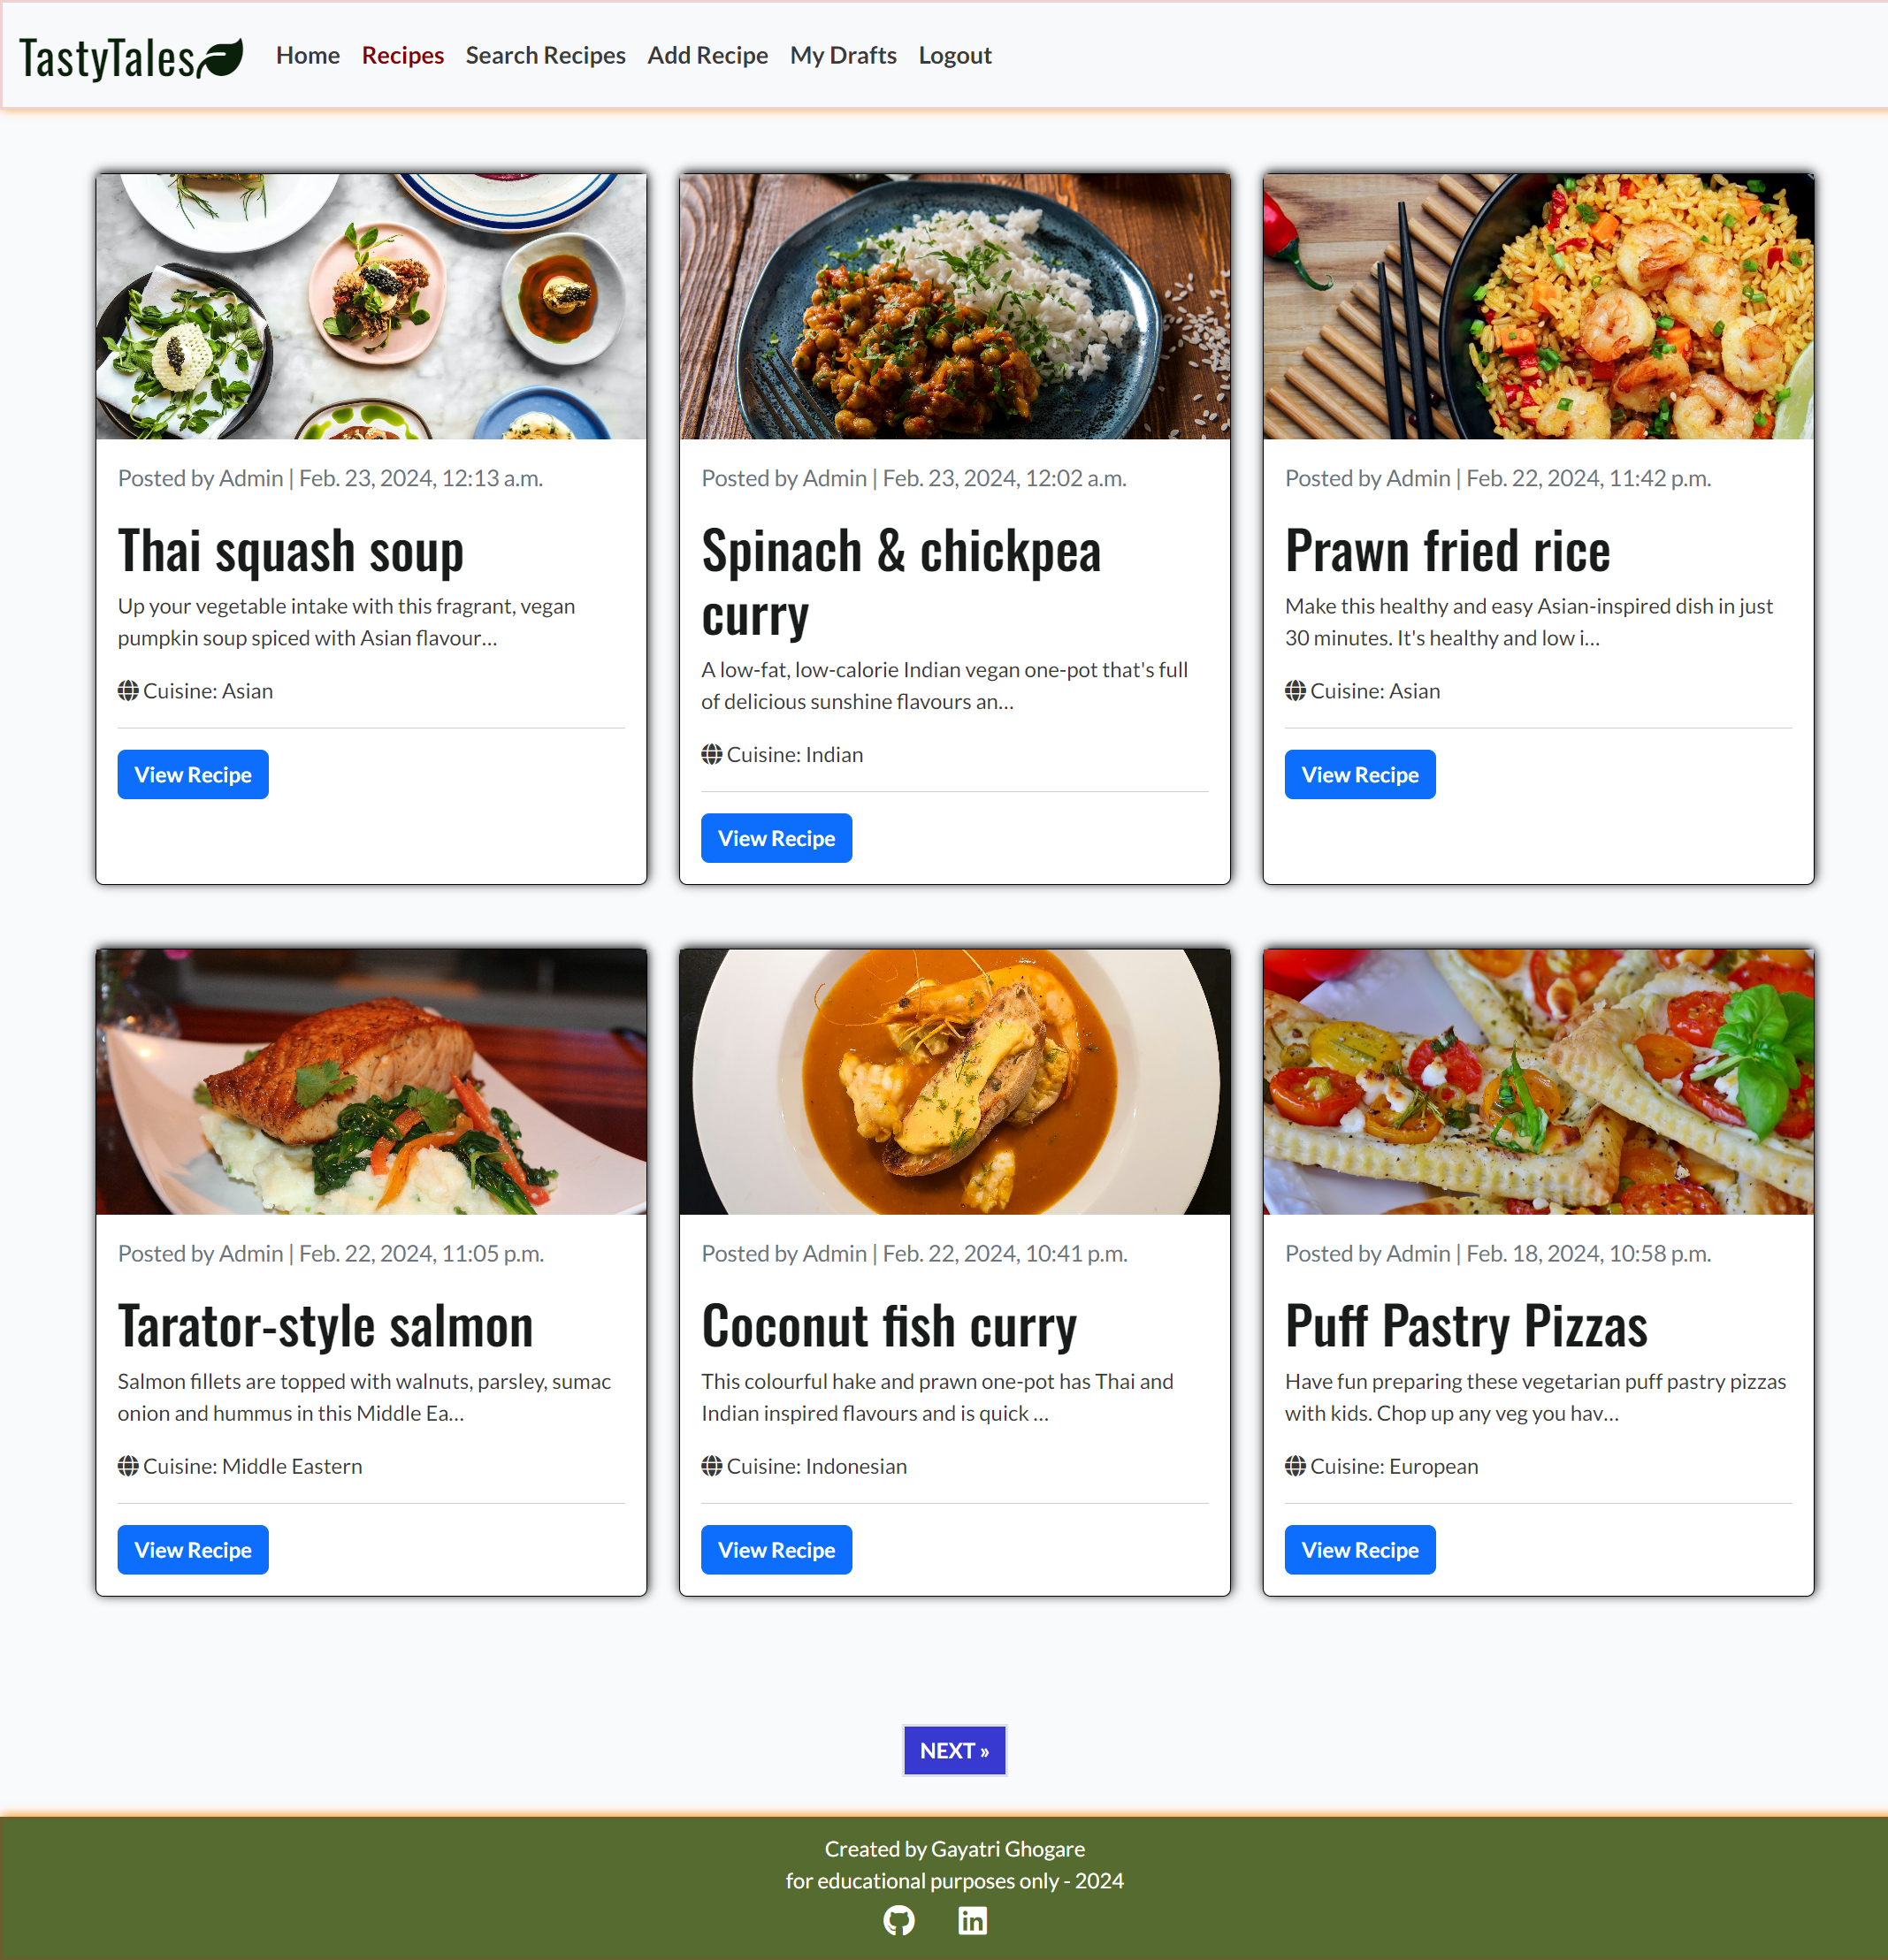 TastyTales
Home Recipes Search Recipes Add Recipe My Drafts Logout
Posted by Admin | Feb. 23, 2024, 12:13 a.m.
Thai squash soup
Up your vegetable intake with this fragrant, vegan
pumpkin soup spiced with Asian flavour…
Cuisine: Asian
View Recipe
Posted by Admin | Feb. 23, 2024, 12:02 a.m.
Spinach & chickpea
curry
A low-fat, low-calorie Indian vegan one-pot that's full
of delicious sunshine flavours an…
Cuisine: Indian
View Recipe
Posted by Admin | Feb. 22, 2024, 11:42 p.m.
Prawn fried rice
Make this healthy and easy Asian-inspired dish in just
30 minutes. It's healthy and low i…
Cuisine: Asian
View Recipe
Posted by Admin | Feb. 22, 2024, 11:05 p.m.
Tarator-style salmon
Salmon fillets are topped with walnuts, parsley, sumac
onion and hummus in this Middle Ea…
Cuisine: Middle Eastern
View Recipe
Posted by Admin | Feb. 22, 2024, 10:41 p.m.
Coconut fish curry
This colourful hake and prawn one-pot has Thai and
Indian inspired flavours and is quick …
Cuisine: Indonesian
View Recipe
Posted by Admin | Feb. 18, 2024, 10:58 p.m.
Puff Pastry Pizzas
Have fun preparing these vegetarian puff pastry pizzas
with kids. Chop up any veg you hav…
Cuisine: European
View Recipe
NEXT »
Created by Gayatri Ghogare
for educational purposes only - 2024
in